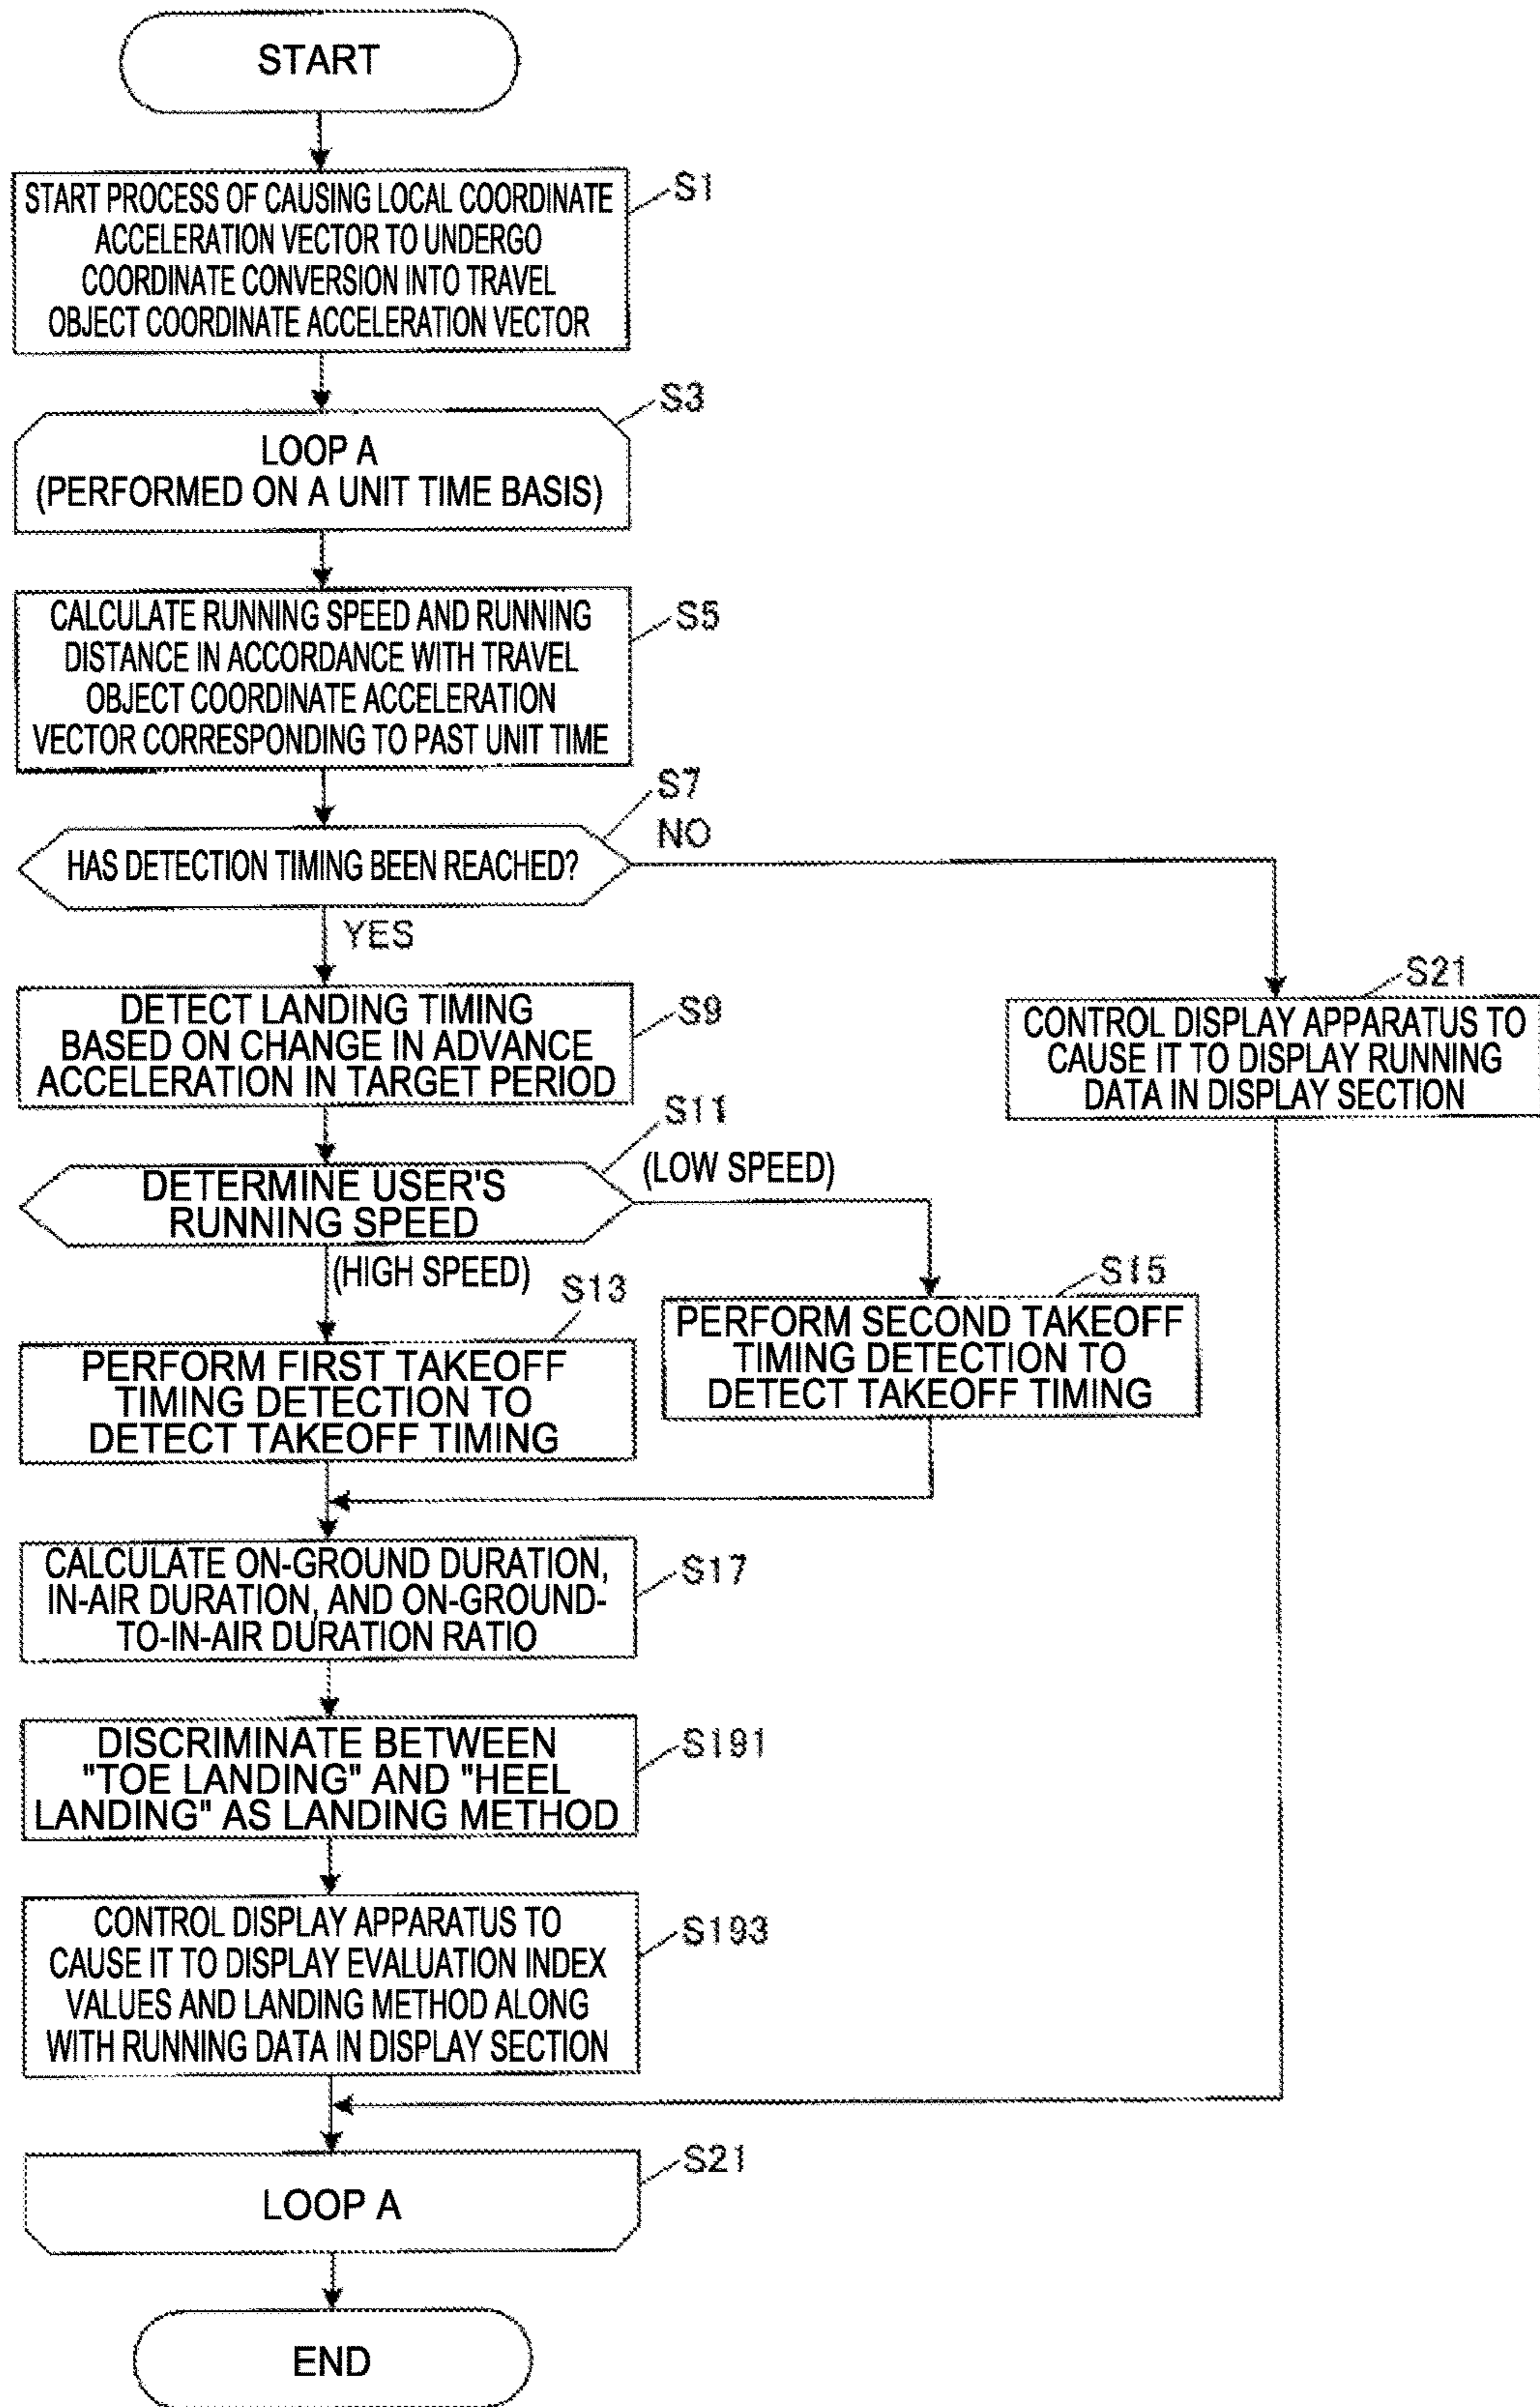 START
START PROCESS OF CAUSING LOCAL COORDINATE
ACCELERATION VECTOR TO UNDERGO
COORDINATE CONVERSION INTO TRAVEL
OBJECT COORDINATE ACCELERATION VECTOR
S1
S3
LOOP A
(PERFORMED ON A UNIT TIME BASIS)
CALCULATE RUNNING SPEED AND RUNNING
DISTANCE IN ACCORDANCE WITH TRAVEL
OBJECT COORDINATE ACCELERATION
VECTOR CORRESPONDING TO PAST UNIT TIME
S5
S7
HAS DETECTION TIMING BEEN REACHED?
NO
YES
DETECT LANDING TIMING
BASED ON CHANGE IN ADVANCE
ACCELERATION IN TARGET PERIOD
S9
S21
CONTROL DISPLAY APPARATUS TO
CAUSE IT TO DISPLAY RUNNING
DATA IN DISPLAY SECTION
S11
DETERMINE USER'S
RUNNING SPEED
(LOW SPEED)
(HIGH SPEED)
S13
PERFORM FIRST TAKEOFF
TIMING DETECTION TO
DETECT TAKEOFF TIMING
S15
PERFORM SECOND TAKEOFF
TIMING DETECTION TO
DETECT TAKEOFF TIMING
CALCULATE ON-GROUND DURATION,
IN-AIR DURATION, AND ON-GROUND-
TO-IN-AIR DURATION RATIO
S17
DISCRIMINATE BETWEEN
"TOE LANDING" AND "HEEL
LANDING" AS LANDING METHOD
S191
CONTROL DISPLAY APPARATUS TO
CAUSE IT TO DISPLAY EVALUATION INDEX
VALUES AND LANDING METHOD ALONG
WITH RUNNING DATA IN DISPLAY SECTION
S193
S21
LOOP A
END